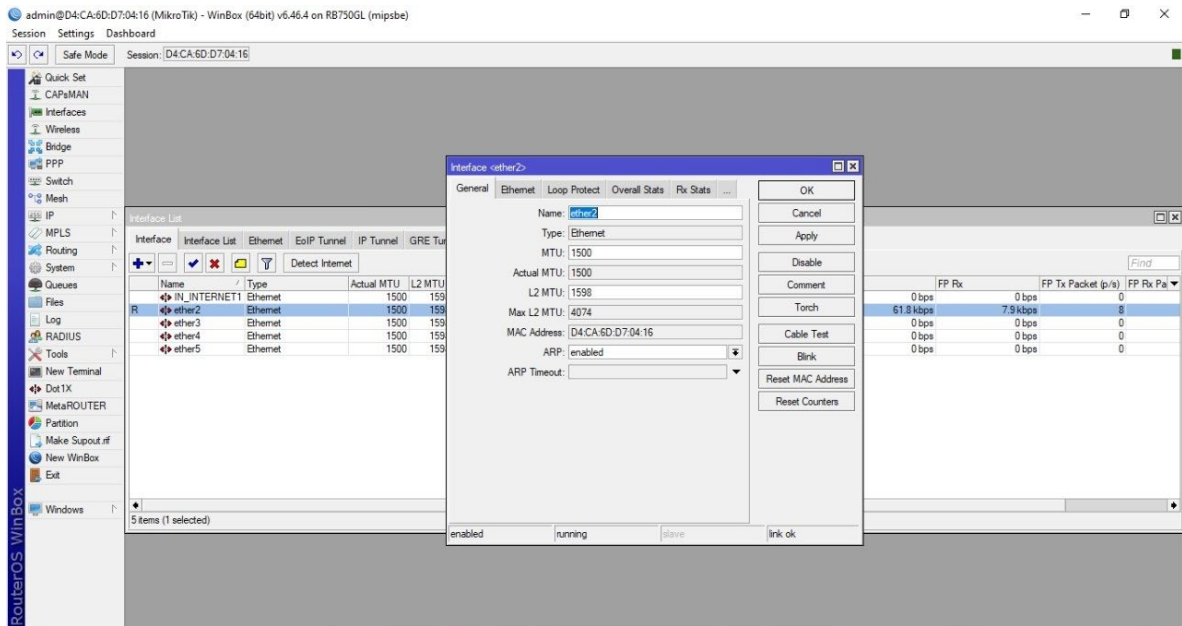 admin@D4:CA:6D:D7:04:16 (MikroTik) - WinBox (64bit) v6.46.4 on RB750GL (mipsbe)
Session Settings Dashboard
Safe Mode Session: D4:CA:6D:D7:04:16
Quick Set
CAPsMAN
Interfaces
Wireless
Bridge
PPP
Switch
Mesh
IP
MPLS
Routing
System
Queues
Files
Log
RADIUS
Tools
New Terminal
Dot1X
MetaROUTER
Partition
Make Supout.rif
New WinBox
Exit
Windows
RouterOS WinBox
Interface List
Interface Interface List Ethernet EoIP Tunnel IP Tunnel GRE Tur
Detect Internet Find
Name Type Actual MTU L2 MTU FP Rx FP Tx Packet (p/s) FP Rx Pa
IN_INTERNET1 Ethernet 1500 159 0 bps 0 bps 0
R ether2 Ethernet 1500 159 61.8 kbps 7.9 kbps 8
ether3 Ethernet 1500 159 0 bps 0 bps 0
ether4 Ethernet 1500 159 0 bps 0 bps 0
ether5 Ethernet 1500 159 0 bps 0 bps 0
5 items (1 selected)
Interface <ether2>
General Ethernet Loop Protect Overall Stats Rx Stats ...
Name: ether2
Type: Ethernet
MTU: 1500
Actual MTU: 1500
L2 MTU: 1598
Max L2 MTU: 4074
MAC Address: D4:CA:6D:D7:04:16
ARP: enabled
ARP Timeout:
OK
Cancel
Apply
Disable
Comment
Torch
Cable Test
Blink
Reset MAC Address
Reset Counters
enabled running slave link ok